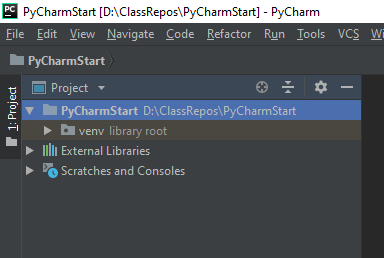 PC PyCharmStart [D:\ClassRepos\PyCharmStart] - PyCharm
File Edit View Navigate Code Refactor Run Tools VCS
PyCharmStart
1: Project
Project
PyCharmStart D:\ClassRepos\PyCharmStart
venv library root
External Libraries
Scratches and Consoles